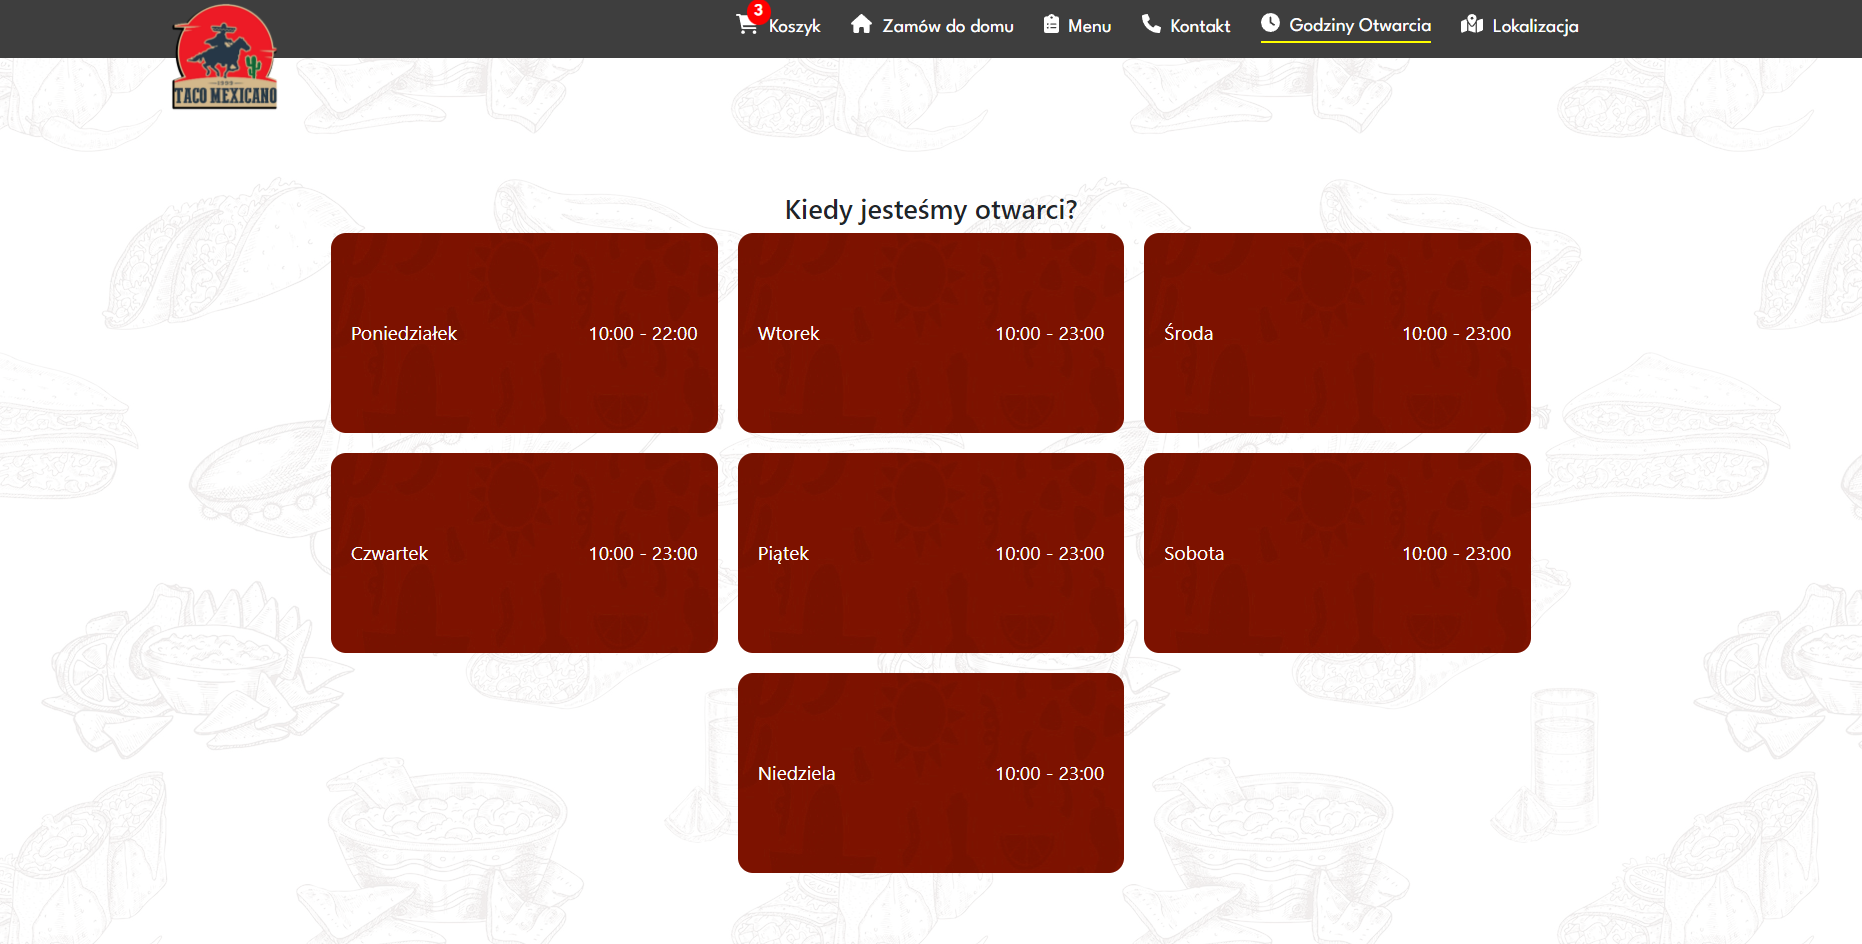 3
Koszyk Zamów do domu Menu Kontakt Godziny Otwarcia Lokalizacja
TACO MEXICANO
Kiedy jesteśmy otwarci?
Poniedziałek 10:00 - 22:00
Wtorek 10:00 - 23:00
Środa 10:00 - 23:00
Czwartek 10:00 - 23:00
Piątek 10:00 - 23:00
Sobota 10:00 - 23:00
Niedziela 10:00 - 23:00